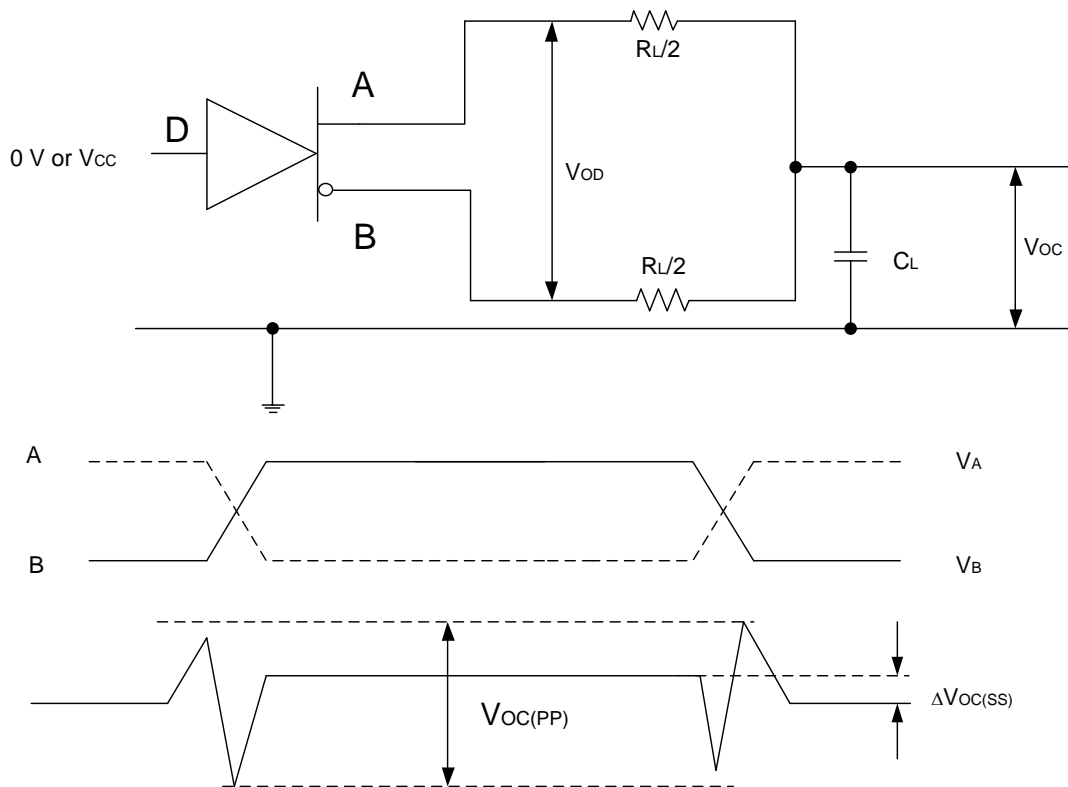 RL/2
A
D
0 V or VCC
VOD
B
VOC
RL/2
CL
A
VA
B
VB
VOC(PP)
ΔVOC(SS)